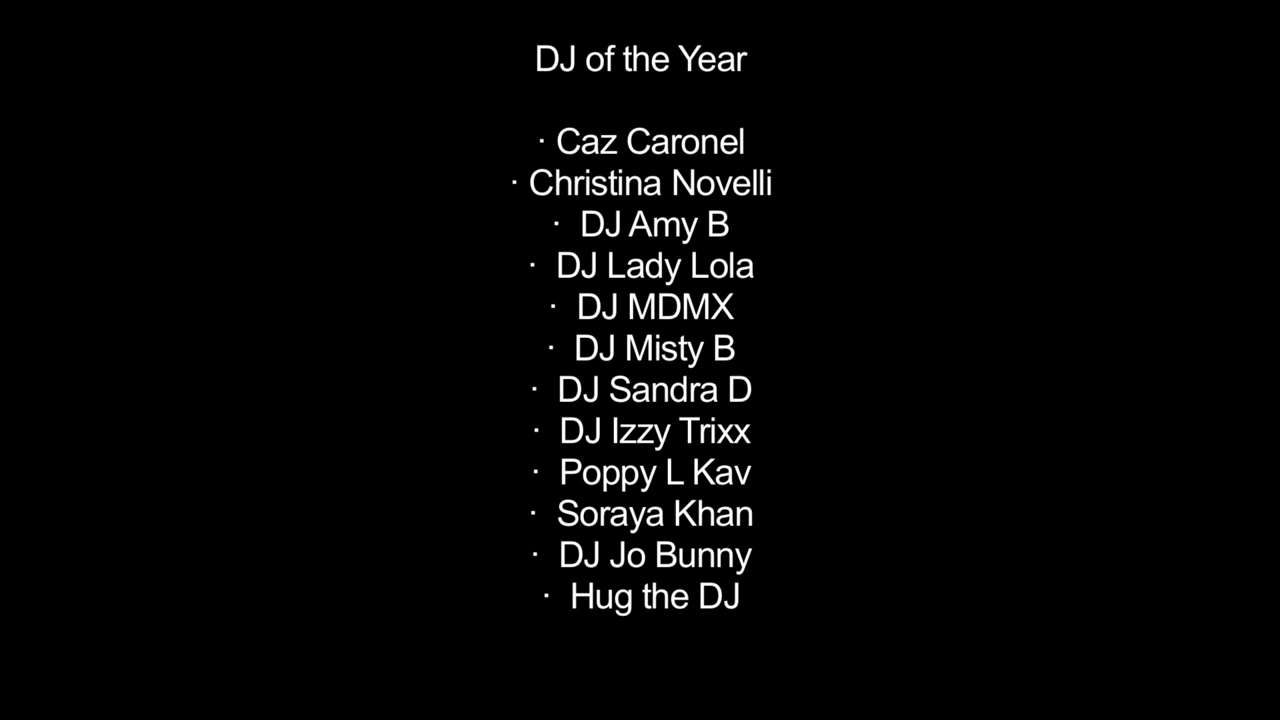 DJ of the Year
· Caz Caronel
· Christina Novelli
· DJ Amy B
· DJ Lady Lola
· DJ MDMX
· DJ Misty B
· DJ Sandra D
· DJ Izzy Trixx
· Poppy L Kav
· Soraya Khan
· DJ Jo Bunny
· Hug the DJ